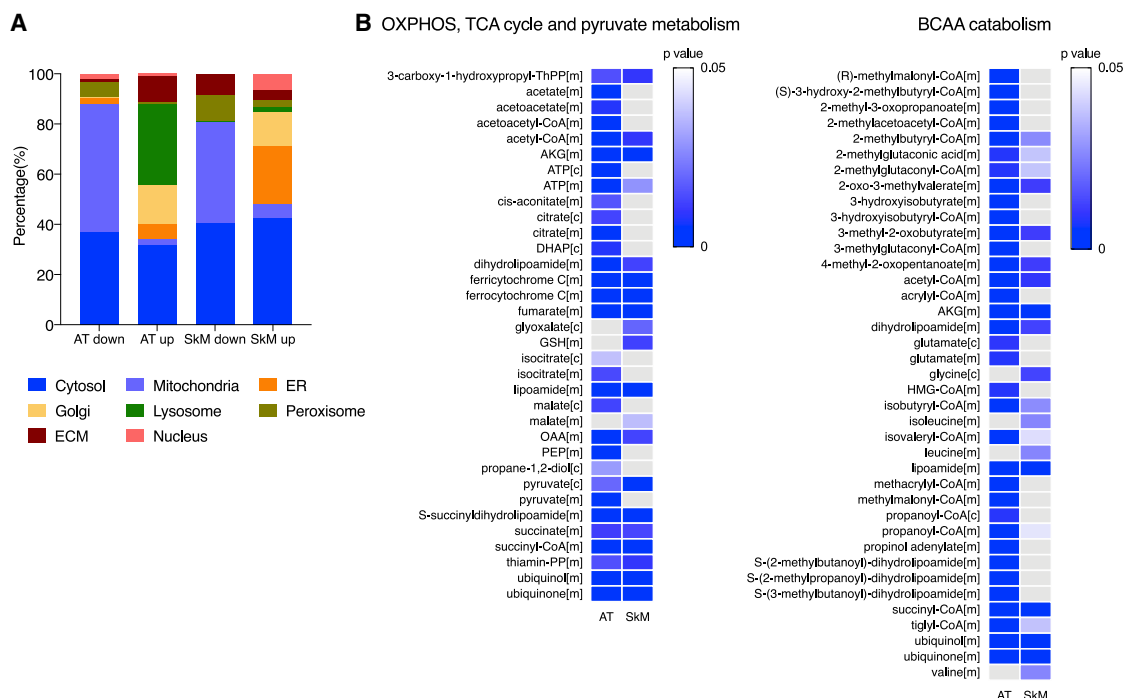 A
Percentage(%)
100
80
60
40
20
0
AT down
AT up
SkM down
SkM up
Cytosol
Mitochondria
ER
Golgi
Lysosome
Peroxisome
ECM
Nucleus
B
OXPHOS, TCA cycle and pyruvate metabolism
p value
0.05
0
3-carboxy-1-hydroxypropyl-ThPP[m]
acetate[m]
acetoacetate[m]
acetoacetyl-CoA[m]
acetyl-CoA[m]
AKG[m]
ATP[c]
ATP[m]
cis-aconitate[m]
citrate[c]
citrate[m]
DHAP[c]
dihydrolipoamide[m]
ferricytochrome C[m]
ferrocytochrome C[m]
fumarate[m]
glyoxalate[c]
GSH[m]
isocitrate[c]
isocitrate[m]
lipoamide[m]
malate[c]
malate[m]
OAA[m]
PEP[m]
propane-1,2-diol[c]
pyruvate[c]
pyruvate[m]
S-succinyldihydrolipoamide[m]
succinate[m]
succinyl-CoA[m]
thiamin-PP[m]
ubiquinol[m]
ubiquinone[m]
AT SkM
BCAA catabolism
p value
0.05
0
(R)-methylmalonyl-CoA[m]
(S)-3-hydroxy-2-methylbutyryl-CoA[m]
2-methyl-3-oxopropanoate[m]
2-methylacetoacetyl-CoA[m]
2-methylbutyryl-CoA[m]
2-methylglutaconic acid[m]
2-methylglutaconyl-CoA[m]
2-oxo-3-methylvalerate[m]
3-hydroxyisobutyrate[m]
3-hydroxyisobutyryl-CoA[m]
3-methyl-2-oxobutyrate[m]
3-methylglutaconyl-CoA[m]
4-methyl-2-oxopentanoate[m]
acetyl-CoA[m]
acrylyl-CoA[m]
AKG[m]
dihydrolipoamide[m]
glutamate[c]
glutamate[m]
glycine[c]
HMG-CoA[m]
isobutyryl-CoA[m]
isoleucine[m]
isovaleryl-CoA[m]
leucine[m]
lipoamide[m]
methacrylyl-CoA[m]
methylmalonyl-CoA[m]
propanoyl-CoA[c]
propanoyl-CoA[m]
propinol adenylate[m]
S-(2-methylbutanoyl)-dihydrolipoamide[m]
S-(2-methylpropanoyl)-dihydrolipoamide[m]
S-(3-methylbutanoyl)-dihydrolipoamide[m]
succinyl-CoA[m]
tiglyl-CoA[m]
ubiquinol[m]
ubiquinone[m]
valine[m]
AT SkM